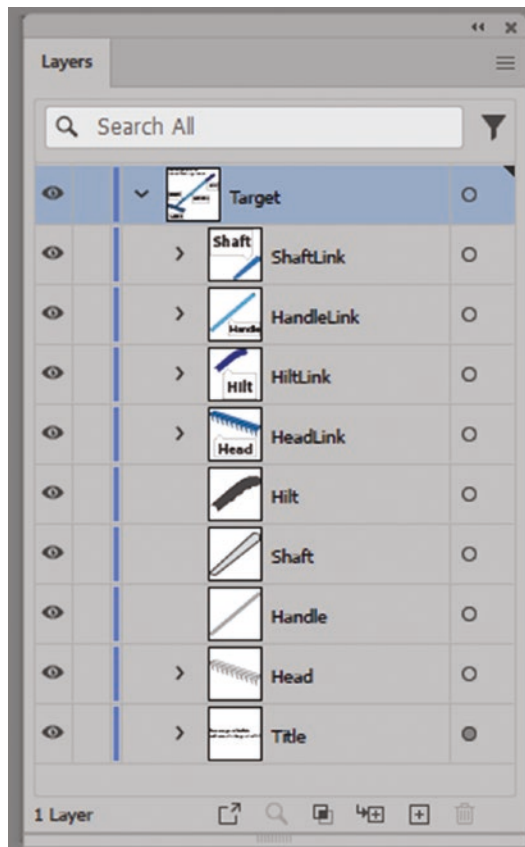 Layers
Search All
Target
Shaft
ShaftLink
Handle
HandleLink
Hilt
HiltLink
Head
HeadLink
Hilt
Shaft
Handle
Head
Title
1 Layer